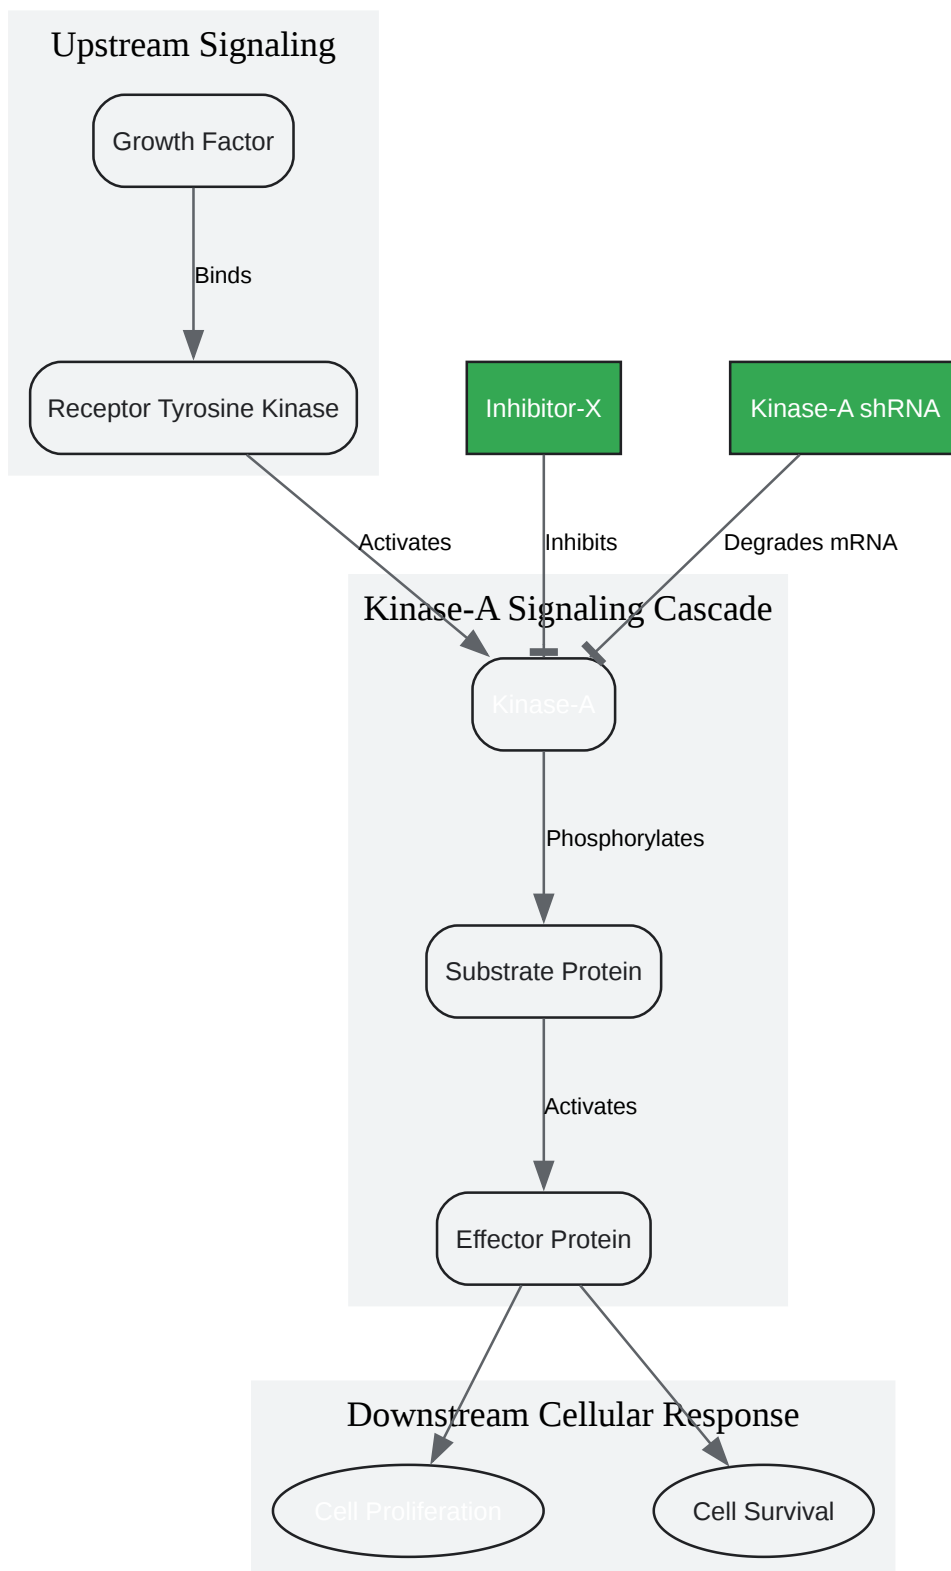 Upstream Signaling
Growth Factor
Binds
Receptor Tyrosine Kinase
Inhibitor-X
Kinase-A shRNA
Activates
Inhibits
Degrades mRNA
Kinase-A Signaling Cascade
Kinase-A
Phosphorylates
Substrate Protein
Activates
Effector Protein
Downstream Cellular Response
Cell Proliferation
Cell Survival